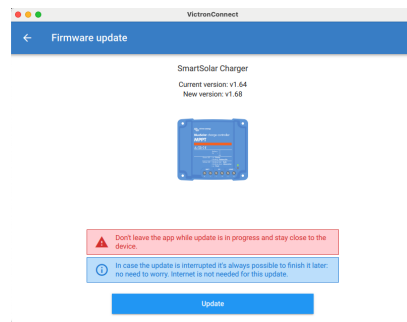 VictronConnect
Firmware update
SmartSolar Charger
Current version: v1.64
New version: v1.68
MPPT
Don't leave the app while update is in progress and stay close to the
device.
In case the update is interrupted it's always possible to finish it later:
no need to worry. Internet is not needed for this update.
Update